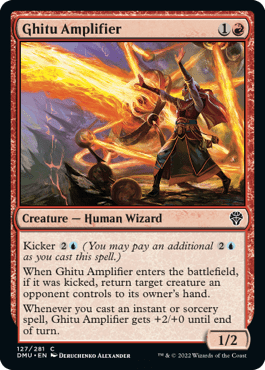 Ghitu Amplifier 1
Creature — Human Wizard
Kicker 2 (You may pay an additional 2
as you cast this spell.)
When Ghitu Amplifier enters the battlefield,
if it was kicked, return target creature an
opponent controls to its owner's hand.
Whenever you cast an instant or sorcery
spell, Ghitu Amplifier gets +2/+0 until end
of turn.
1/2
127/281 C
DMU • EN DERUCHENKO ALEXANDER
™ & © 2022 Wizards of the Coast